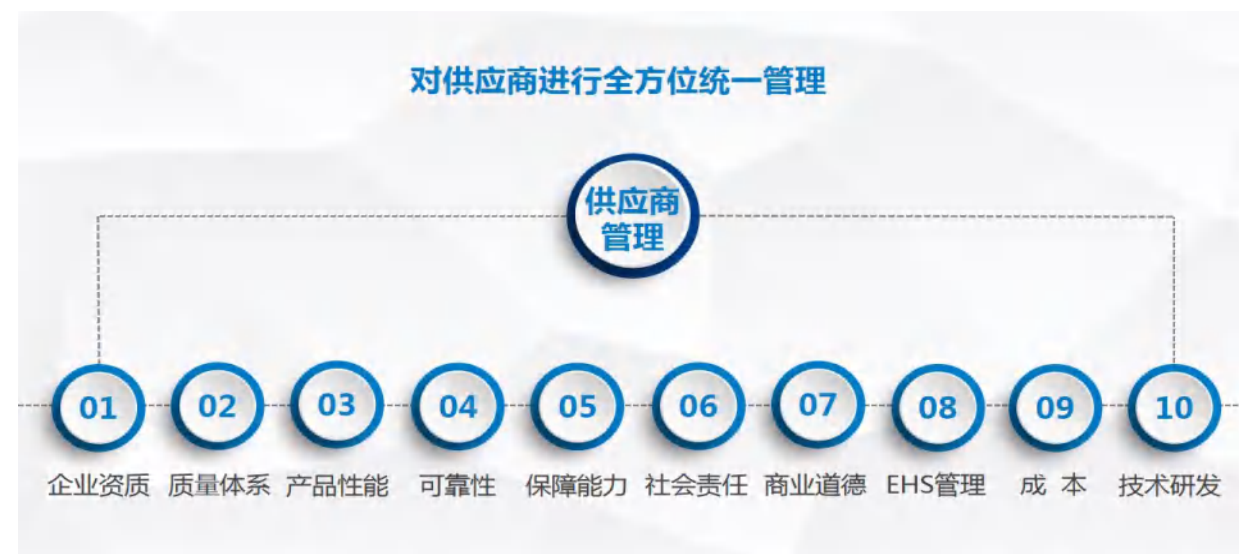 对供应商进行全方位统一管理
供应商
管理
01 02 03 04 05 06 07 08 09 10
企业资质 质量体系 产品性能 可靠性 保障能力 社会责任 商业道德 EHS管理 成 本 技术研发